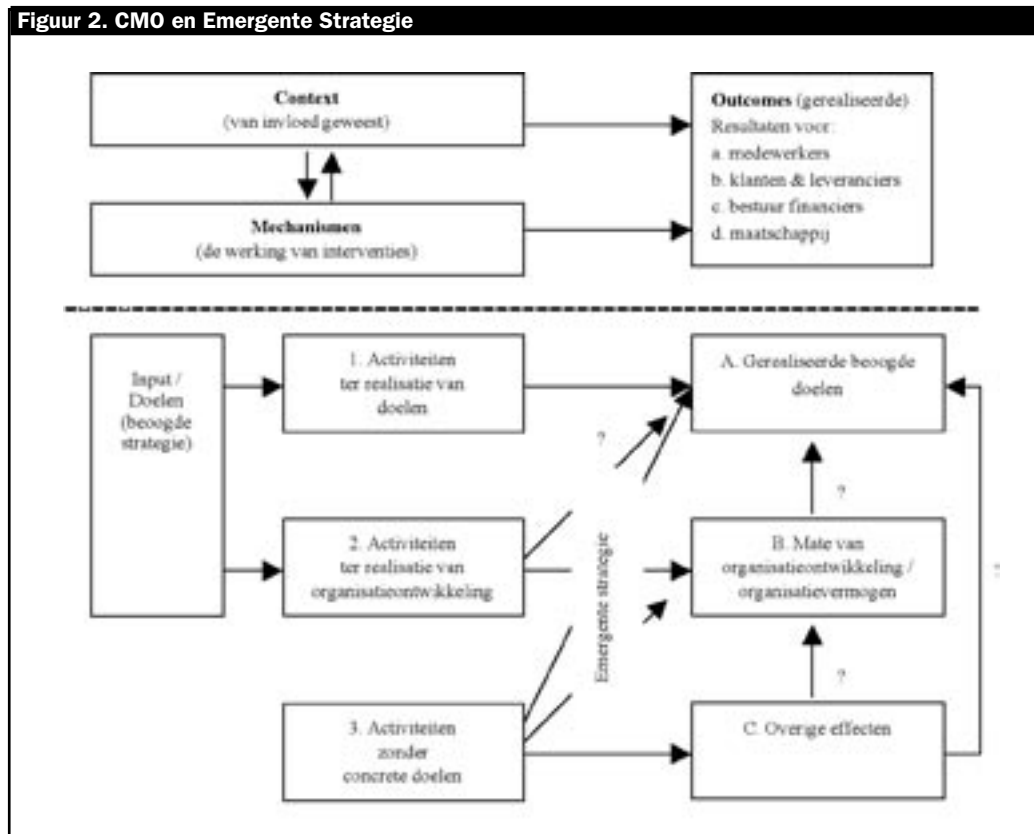 Figuur 2. CMO en Emergente Strategie
Context
(van invloed geweest)
Mechanismen
(de werking van interventies)
Outcomes (gerealiseerde)
Resultaten voor:
a. medewerkers
b. klanten & leveranciers
c. bestuur financiers
d. maatschappij
Input /
Doelen
(beoogde
strategie)
1. Activiteiten
ter realisatie van
doelen
2. Activiteiten
ter realisatie van
organisatieontwikkeling
3. Activiteiten
zonder
concrete doelen
?
Emergente strategie
A. Gerealiseerde beoogde
doelen
?
B. Mate van
organisatieontwikkeling /
organisatievermogen
?
C. Overige effecten
?